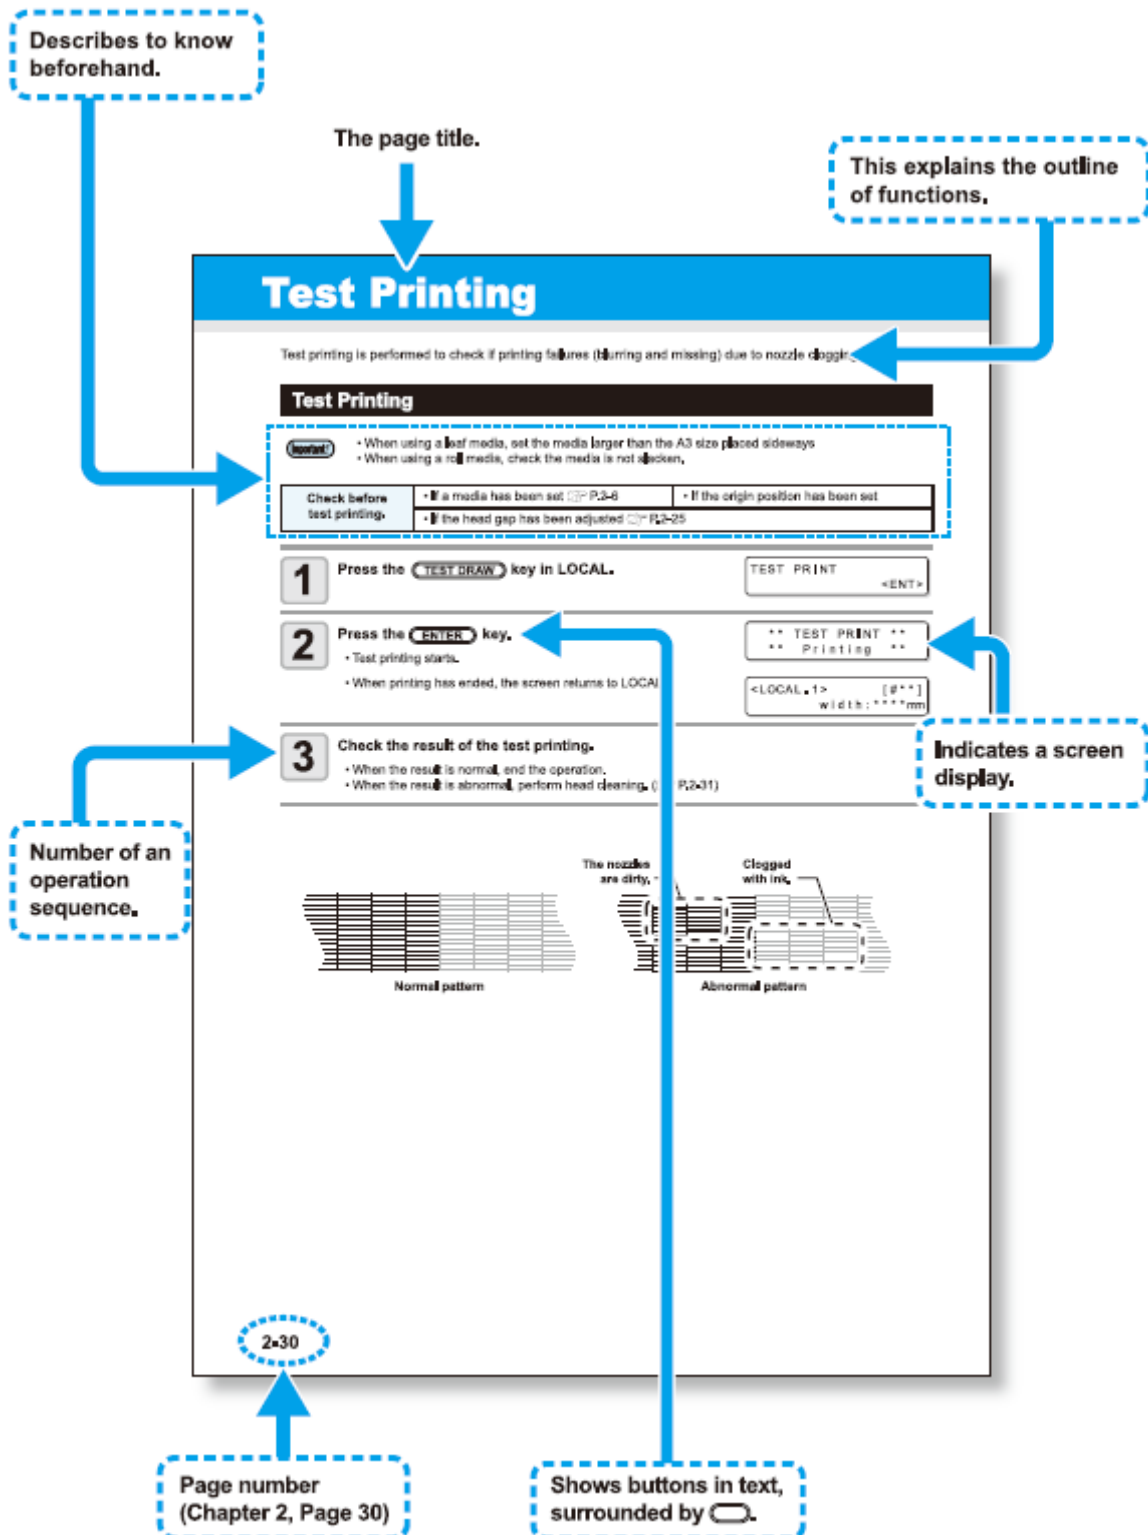 Describes to know
beforehand.
The page title.
This explains the outline
of functions.
Test Printing
Test printing is performed to check if printing failures (blurring and missing) due to nozzle clogging
Test Printing
Important!
• When using a leaf media, set the media larger than the A3 size placed sideways
• When using a roll media, check the media is not slacken.
Check before
test printing.
• If a media has been set ☞ P.2-6
• If the origin position has been set
• If the head gap has been adjusted ☞ P.2-25
1
Press the TEST DRAW key in LOCAL.
TEST PRINT
<ENT>
2
Press the ENTER key.
• Test printing starts.
• When printing has ended, the screen returns to LOCAL
** TEST PRINT **
** Printing **
<LOCAL.1> [#**]
width:****mm
3
Check the result of the test printing.
• When the result is normal, end the operation.
• When the result is abnormal, perform head cleaning. ( P.2-31)
Indicates a screen
display.
Number of an
operation
sequence.
The nozzles
are dirty.
Clogged
with ink.
Normal pattern
Abnormal pattern
2-30
Page number
(Chapter 2, Page 30)
Shows buttons in text,
surrounded by .